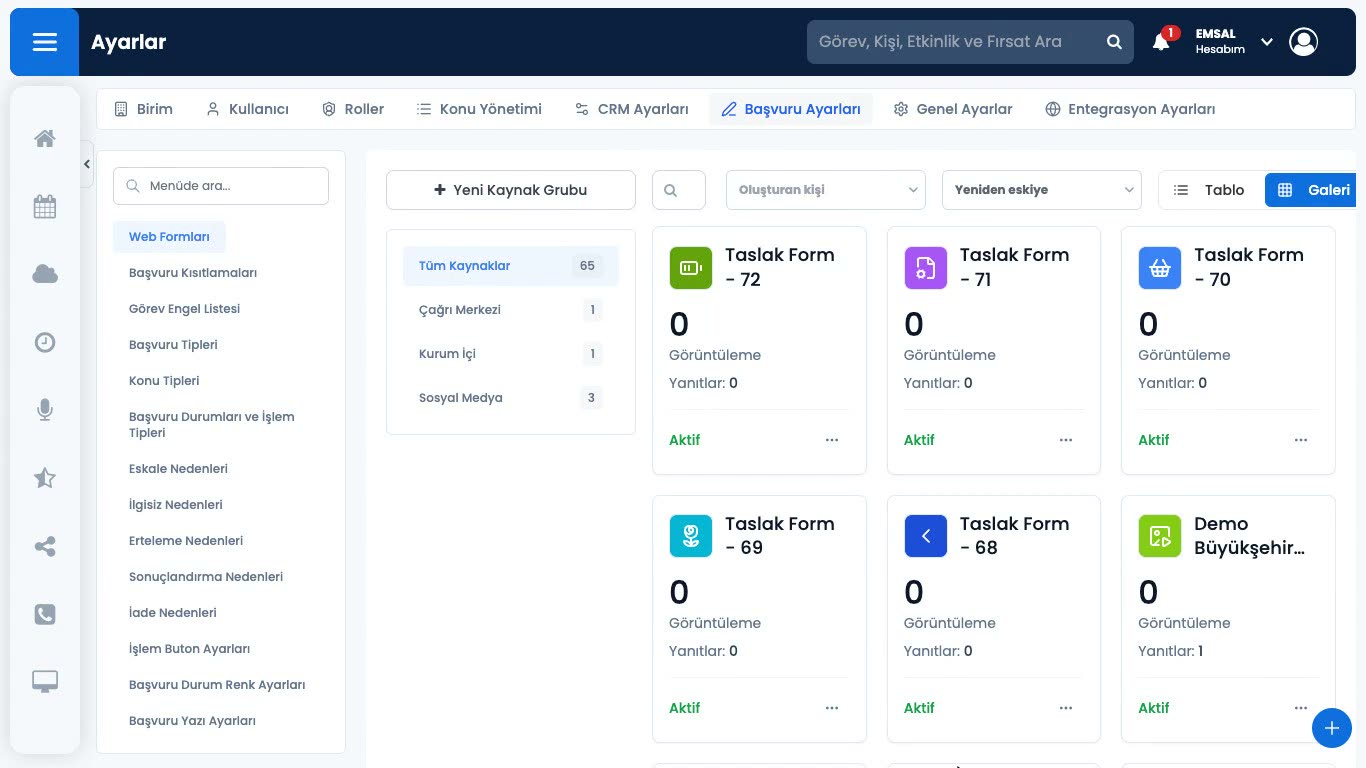 Ayarlar
Görev, Kişi, Etkinlik ve Fırsat Ara
1
EMSAL
Hesabım
Birim
Kullanıcı
Roller
Konu Yönetimi
CRM Ayarları
Başvuru Ayarları
Genel Ayarlar
Entegrasyon Ayarları
Menüde ara...
Web Formları
Başvuru Kısıtlamaları
Görev Engel Listesi
Başvuru Tipleri
Konu Tipleri
Başvuru Durumları ve İşlem
Tipleri
Eskale Nedenleri
İlgisiz Nedenleri
Erteleme Nedenleri
Sonuçlandırma Nedenleri
İade Nedenleri
İşlem Buton Ayarları
Başvuru Durum Renk Ayarları
Başvuru Yazı Ayarları
+ Yeni Kaynak Grubu
Oluşturan kişi
Yeniden eskiye
Tablo
Galeri
Tüm Kaynaklar 65
Çağrı Merkezi 1
Kurum İçi 1
Sosyal Medya 3
Taslak Form
- 72
0
Görüntüleme
Yanıtlar: 0
Aktif
Taslak Form
- 71
0
Görüntüleme
Yanıtlar: 0
Aktif
Taslak Form
- 70
0
Görüntüleme
Yanıtlar: 0
Aktif
Taslak Form
- 69
0
Görüntüleme
Yanıtlar: 0
Aktif
Taslak Form
- 68
0
Görüntüleme
Yanıtlar: 0
Aktif
Demo
Büyükşehir...
0
Görüntüleme
Yanıtlar: 1
Aktif